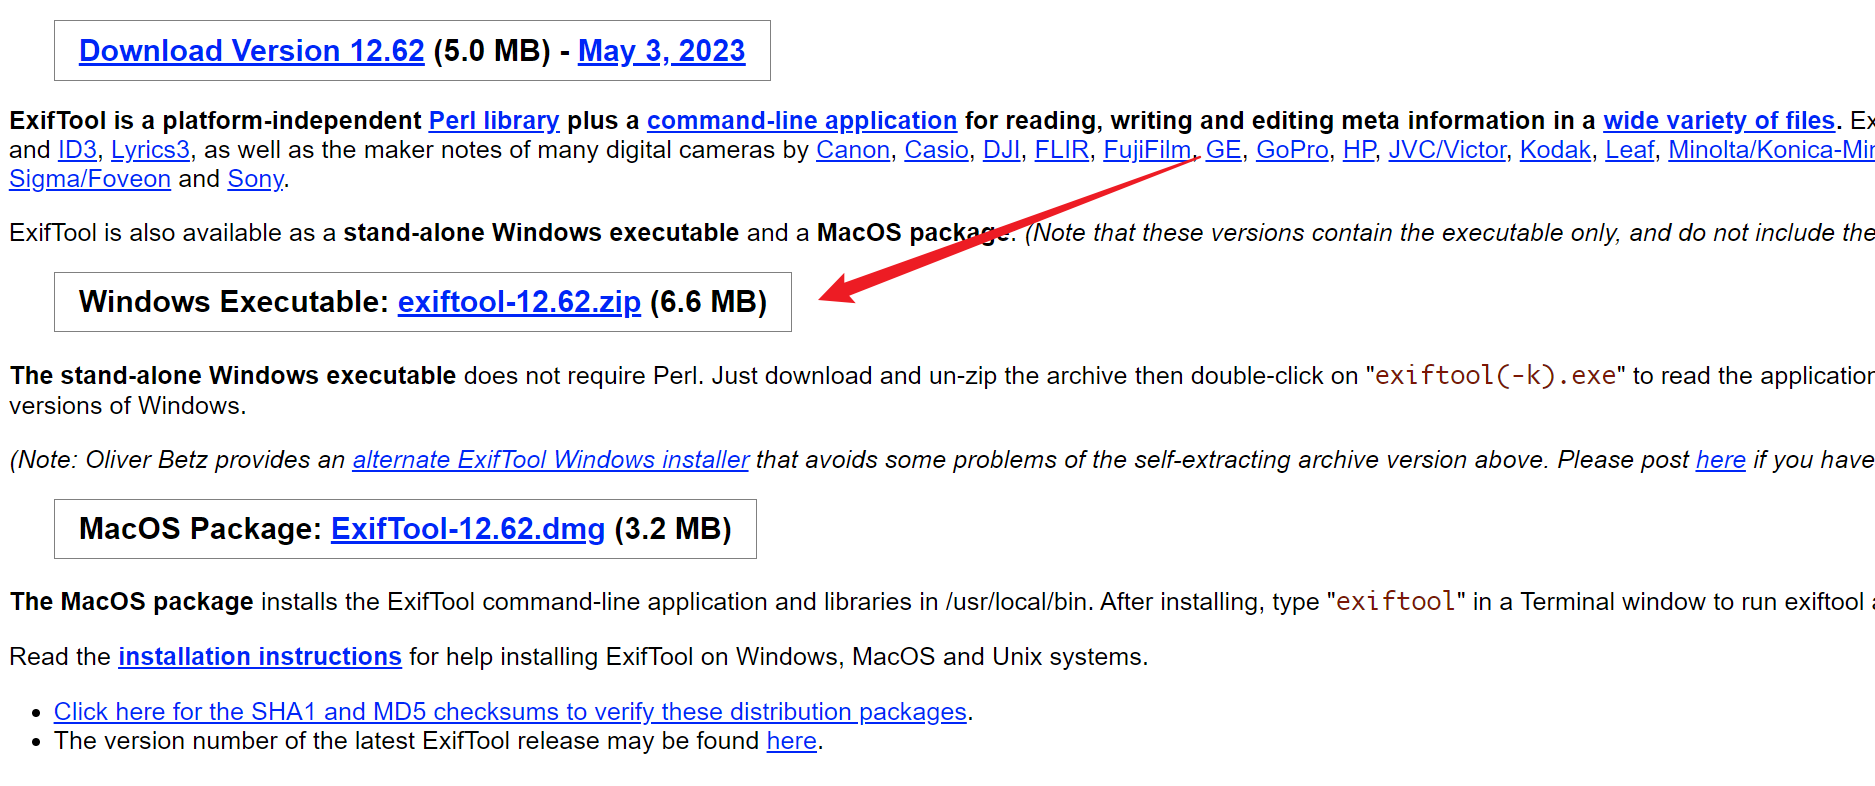 Download Version 12.62 (5.0 MB) - May 3, 2023
ExifTool is a platform-independent Perl library plus a command-line application for reading, writing and editing meta information in a wide variety of files. Ex
and ID3, Lyrics3, as well as the maker notes of many digital cameras by Canon, Casio, DJI, FLIR, FujiFilm, GE, GoPro, HP, JVC/Victor, Kodak, Leaf, Minolta/Konica-Min
Sigma/Foveon and Sony.
ExifTool is also available as a stand-alone Windows executable and a MacOS package. (Note that these versions contain the executable only, and do not include the
Windows Executable: exiftool-12.62.zip (6.6 MB)
The stand-alone Windows executable does not require Perl. Just download and un-zip the archive then double-click on "exiftool(-k).exe" to read the application
versions of Windows.
(Note: Oliver Betz provides an alternate ExifTool Windows installer that avoids some problems of the self-extracting archive version above. Please post here if you have
MacOS Package: ExifTool-12.62.dmg (3.2 MB)
The MacOS package installs the ExifTool command-line application and libraries in /usr/local/bin. After installing, type "exiftool" in a Terminal window to run exiftool a
Read the installation instructions for help installing ExifTool on Windows, MacOS and Unix systems.
• Click here for the SHA1 and MD5 checksums to verify these distribution packages.
• The version number of the latest ExifTool release may be found here.